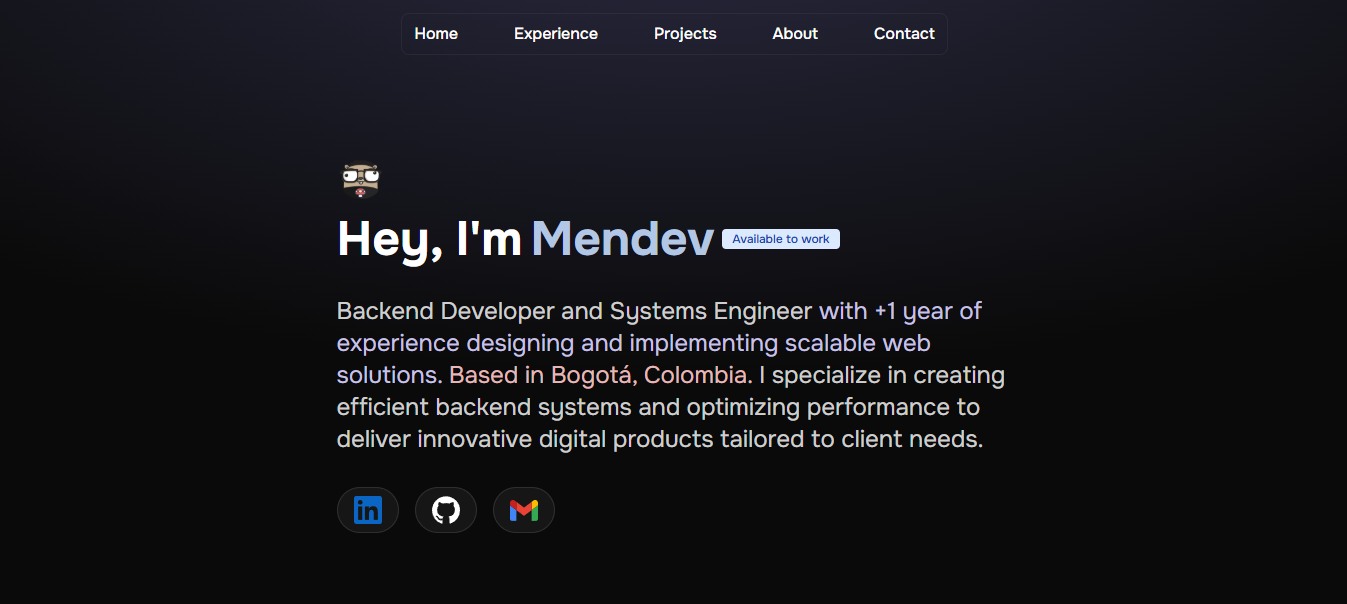 Home Experience Projects About Contact
Hey, I'm Mendev Available to work
Backend Developer and Systems Engineer with +1 year of
experience designing and implementing scalable web
solutions. Based in Bogotá, Colombia. I specialize in creating
efficient backend systems and optimizing performance to
deliver innovative digital products tailored to client needs.
in